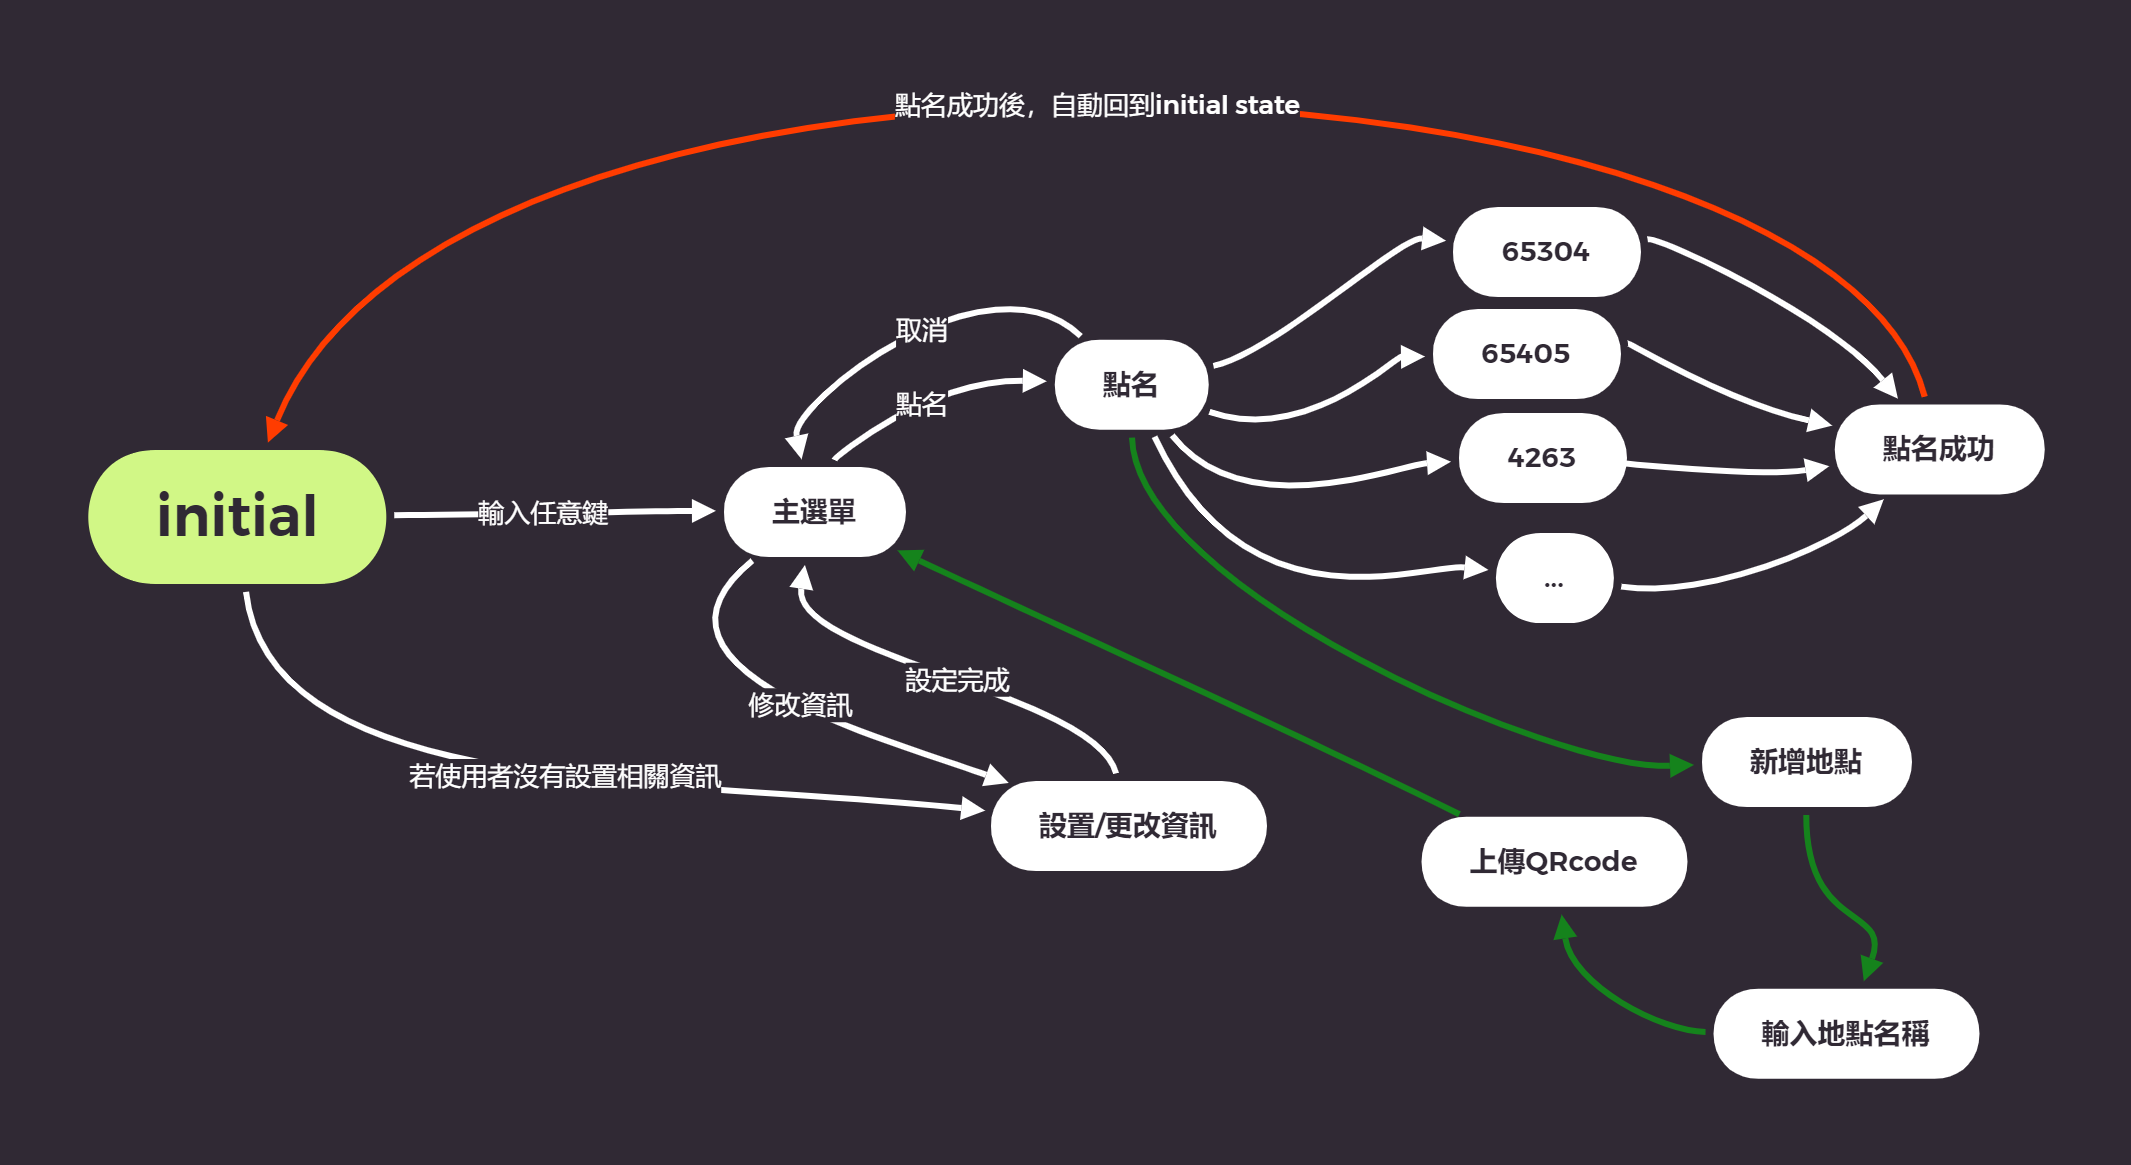 點名成功後，自動回到initial state
65304
取消
65405
點名
點名
點名成功
4263
initial
輸入任意鍵
主選單
...
設定完成
修改資訊
新增地點
若使用者沒有設置相關資訊
設置/更改資訊
上傳QRcode
輸入地點名稱